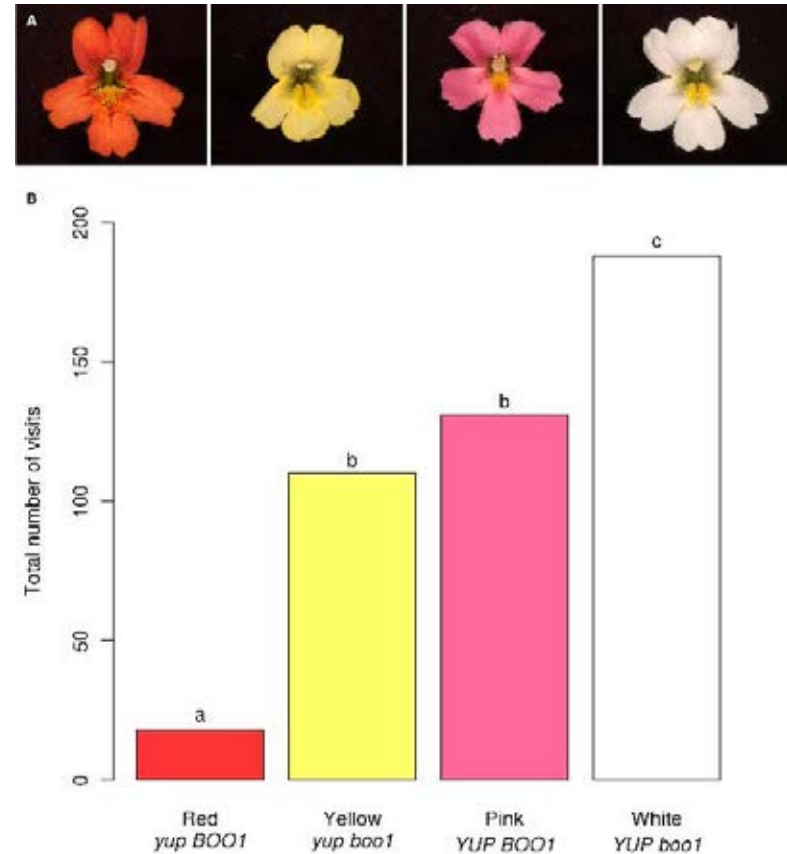 A
B
200
150
100
50
0
Total number of visits
a
b
b
c
Red
yup BOO1
Yellow
yup boo1
Pink
YUP BOO1
White
YUP boo1